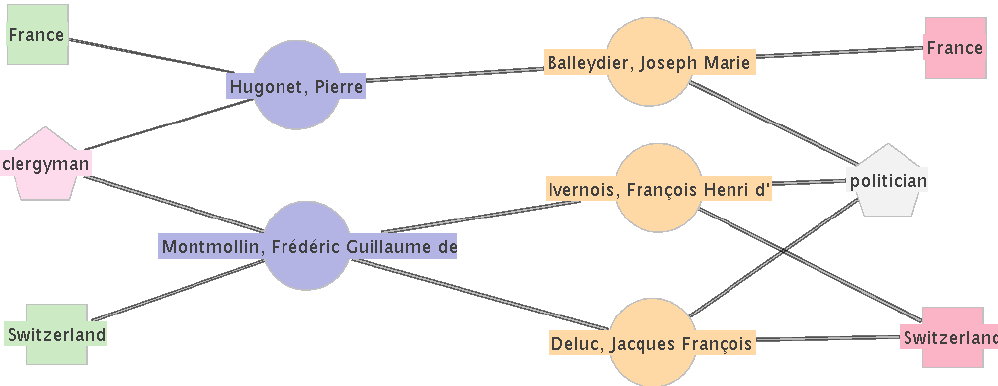 France
clergyman
Switzerland
Hugonet, Pierre
Montmollin, Frédéric Guillaume de
Balleydier, Joseph Marie
Ivernois, François Henri d'
Deluc, Jacques François
France
politician
Switzerland